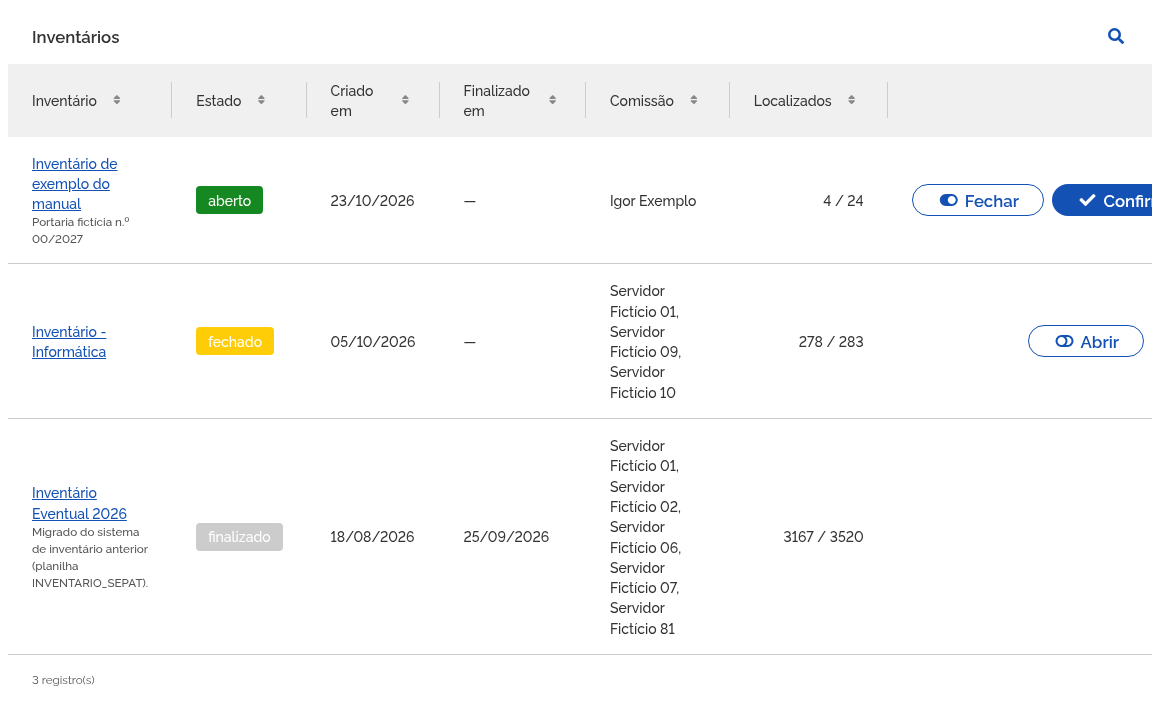 Inventários
Inventário Estado Criado em Finalizado em Comissão Localizados
Inventário de
exemplo do
manual
Portaria fictícia n.º
00/2027
aberto
23/10/2026
—
Igor Exemplo
4 / 24
Fechar
Inventário -
Informática
fechado
05/10/2026
—
Servidor
Fictício 01,
Servidor
Fictício 09,
Servidor
Fictício 10
278 / 283
Abrir
Inventário
Eventual 2026
Migrado do sistema
de inventário anterior
(planilha
INVENTARIO_SEPAT).
finalizado
18/08/2026
25/09/2026
Servidor
Fictício 01,
Servidor
Fictício 02,
Servidor
Fictício 06,
Servidor
Fictício 07,
Servidor
Fictício 81
3167 / 3520
3 registro(s)